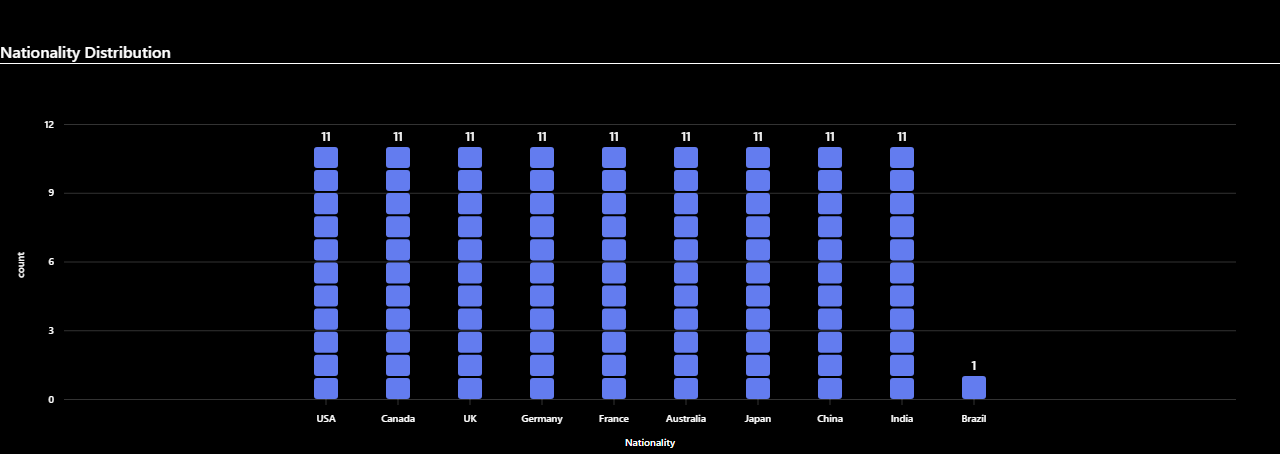 Nationality Distribution
12
11 11 11 11 11 11 11 11 11
9
6
count
3
1
0
USA Canada UK Germany France Australia Japan China India Brazil
Nationality